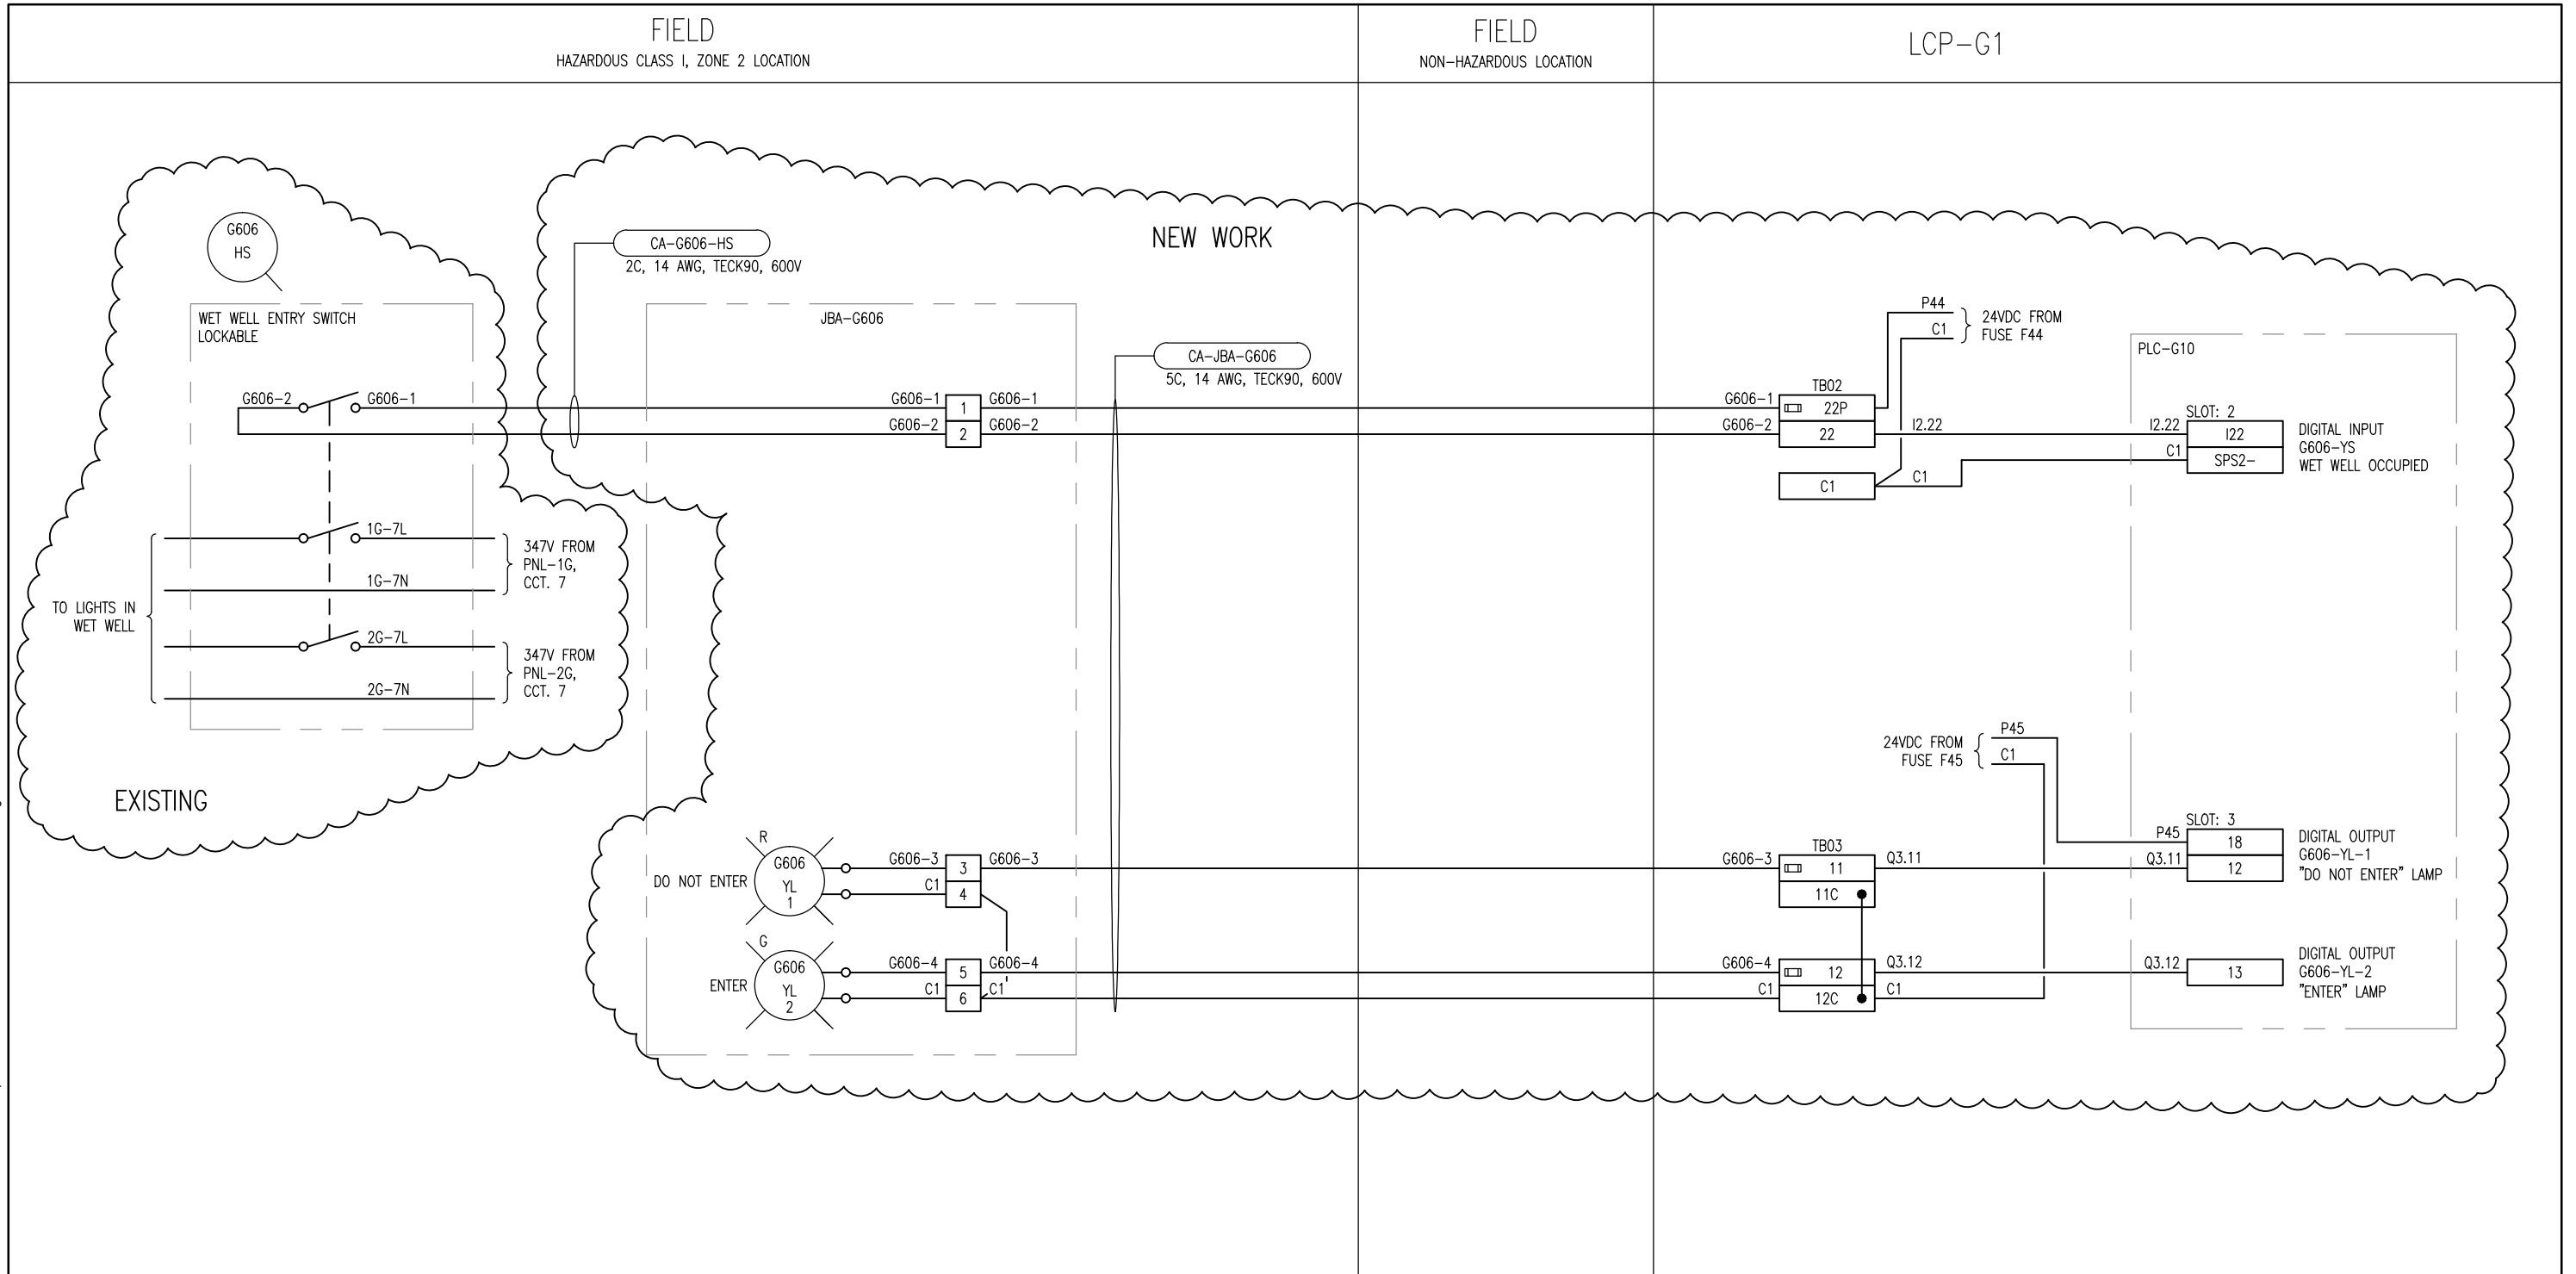 FIELD
HAZARDOUS CLASS I, ZONE 2 LOCATION
FIELD
NON-HAZARDOUS LOCATION
LCP-G1
NEW WORK
EXISTING
G606
HS
WET WELL ENTRY SWITCH
LOCKABLE
G606-2
G606-1
1G-7L
1G-7N
347V FROM
PNL-1G,
CCT. 7
TO LIGHTS IN
WET WELL
2G-7L
2G-7N
347V FROM
PNL-2G,
CCT. 7
CA-G606-HS
2C, 14 AWG, TECK90, 600V
JBA-G606
G606-1
1
G606-1
G606-2
2
G606-2
CA-JBA-G606
5C, 14 AWG, TECK90, 600V
DO NOT ENTER
R
G606
YL
1
G606-3
3
G606-3
C1
4
ENTER
G
G606
YL
2
G606-4
5
G606-4
C1
6
C1
P44
C1
24VDC FROM
FUSE F44
TB02
G606-1
22P
G606-2
22
I2.22
C1
C1
PLC-G10
SLOT: 2
I2.22
I22
C1
SPS2-
DIGITAL INPUT
G606-YS
WET WELL OCCUPIED
24VDC FROM
FUSE F45
P45
C1
TB03
G606-3
11
Q3.11
11C
G606-4
12
Q3.12
C1
12C
C1
SLOT: 3
P45
18
Q3.11
12
DIGITAL OUTPUT
G606-YL-1
"DO NOT ENTER" LAMP
Q3.12
13
DIGITAL OUTPUT
G606-YL-2
"ENTER" LAMP